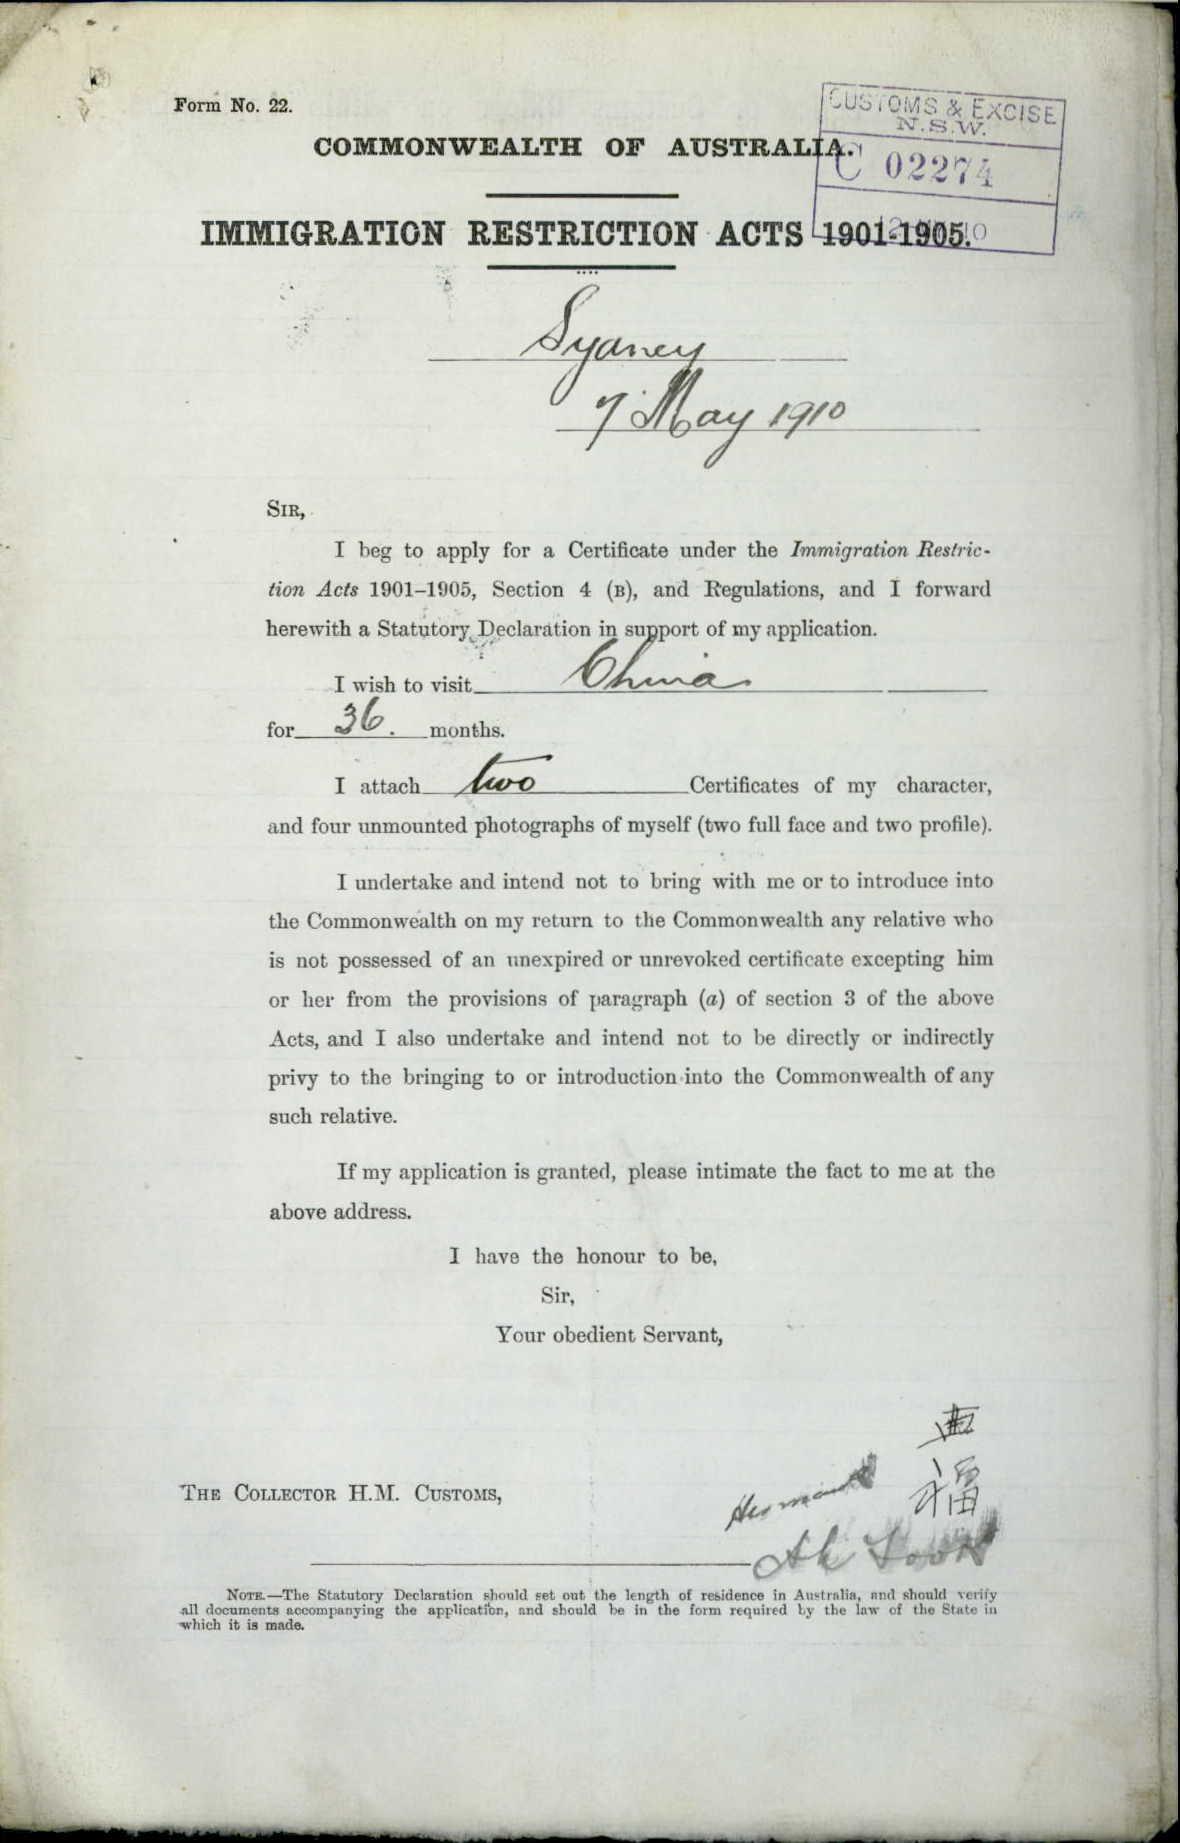 Form No. 22.
CUSTOMS & EXCISE
N.S.W.
C 02274
COMMONWEALTH OF AUSTRALIA.
IMMIGRATION RESTRICTION ACTS 1901-1905.
Sydney
7 May 1910
SIR,
I beg to apply for a Certificate under the Immigration Restric-
tion Acts 1901–1905, Section 4 (B), and Regulations, and I forward
herewith a Statutory Declaration in support of my application.
I wish to visit China
for 36. months.
I attach two Certificates of my character,
and four unmounted photographs of myself (two full face and two profile).
I undertake and intend not to bring with me or to introduce into
the Commonwealth on my return to the Commonwealth any relative who
is not possessed of an unexpired or unrevoked certificate excepting him
or her from the provisions of paragraph (a) of section 3 of the above
Acts, and I also undertake and intend not to be directly or indirectly
privy to the bringing to or introduction into the Commonwealth of any
such relative.
If my application is granted, please intimate the fact to me at the
above address.
I have the honour to be,
Sir,
Your obedient Servant,
福
THE COLLECTOR H.M. CUSTOMS,
Ah
NOTE.—The Statutory Declaration should set out the length of residence in Australia, and should verify
all documents accompanying the application, and should be in the form required by the law of the State in
which it is made.